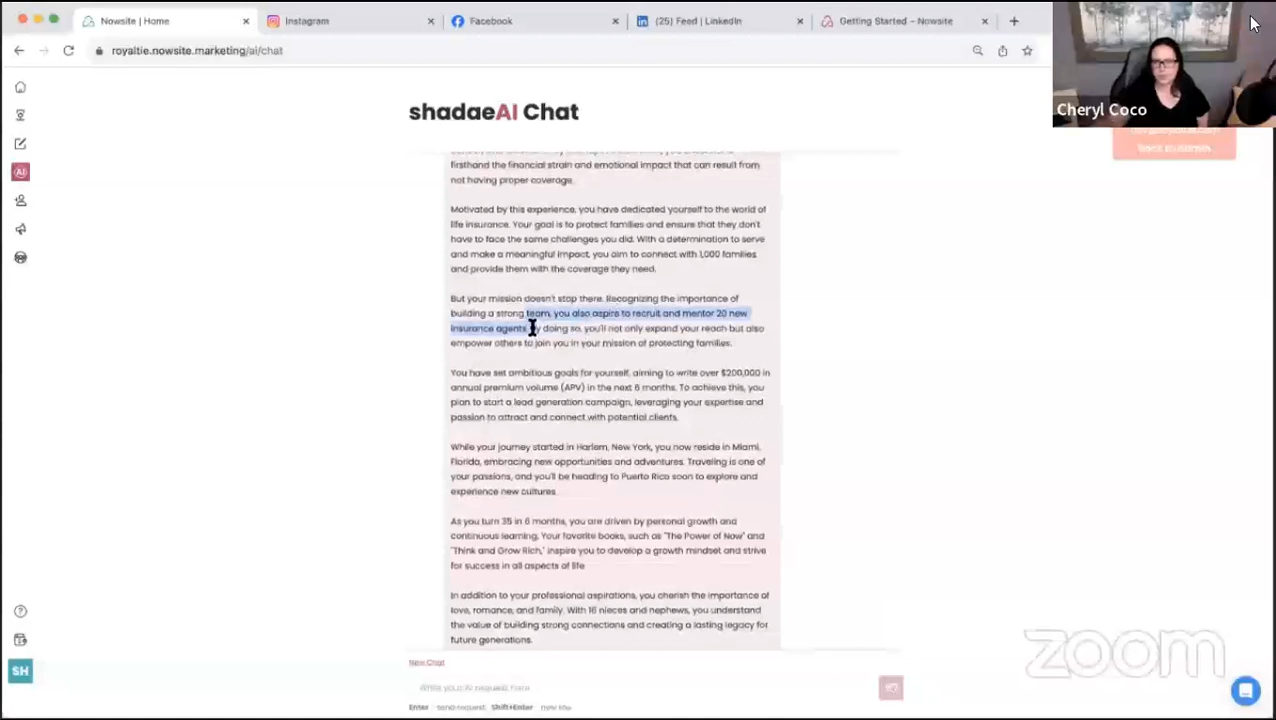 Nowsite | Home
Instagram
Facebook
(25) Feed | LinkedIn
Getting Started - Nowsite
royaltie.nowsite.marketing/ai/chat
Cheryl Coco
shadaeAI Chat
firsthand the financial strain and emotional impact that can result from
not having proper coverage.
Motivated by this experience, you have dedicated yourself to the world of
life insurance. Your goal is to protect families and ensure that they don't
have to face the same challenges you did. With a determination to serve
and make a meaningful impact, you aim to connect with 1,000 families
and provide them with the coverage they need.
But your mission doesn't stop there. Recognizing the importance of
building a strong team, you also aspire to recruit and mentor 20 new
insurance agents. By doing so, you'll not only expand your reach but also
empower others to join you in your mission of protecting families.
You have set ambitious goals for yourself, aiming to write over $200,000 in
annual premium volume (APV) in the next 6 months. To achieve this, you
plan to start a lead generation campaign, leveraging your expertise and
passion to attract and connect with potential clients.
While your journey started in Harlem, New York, you now reside in Miami,
Florida, embracing new opportunities and adventures. Traveling is one of
your passions, and you'll be heading to Puerto Rico soon to explore and
experience new cultures.
As you turn 35 in 6 months, you are driven by personal growth and
continuous learning. Your favorite books, such as "The Power of Now" and
"Think and Grow Rich," inspire you to develop a growth mindset and strive
for success in all aspects of life.
In addition to your professional aspirations, you cherish the importance of
love, romance, and family. With 16 nieces and nephews, you understand
the value of building strong connections and creating a lasting legacy for
future generations.
New Chat
Write your AI request here
Enter send request Shift+Enter new line
AI
SH
zoom